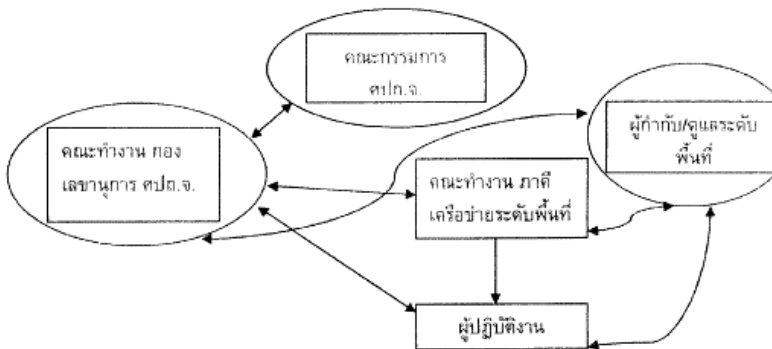 คณะกรรมการ
ศปถ.จ.
ผู้กำกับ/ดูแลระดับ
พื้นที่
คณะทำงาน กอง
เลขานุการ ศปถ.จ.
คณะทำงาน ภาคี
เครือข่ายระดับพื้นที่
ผู้ปฏิบัติงาน